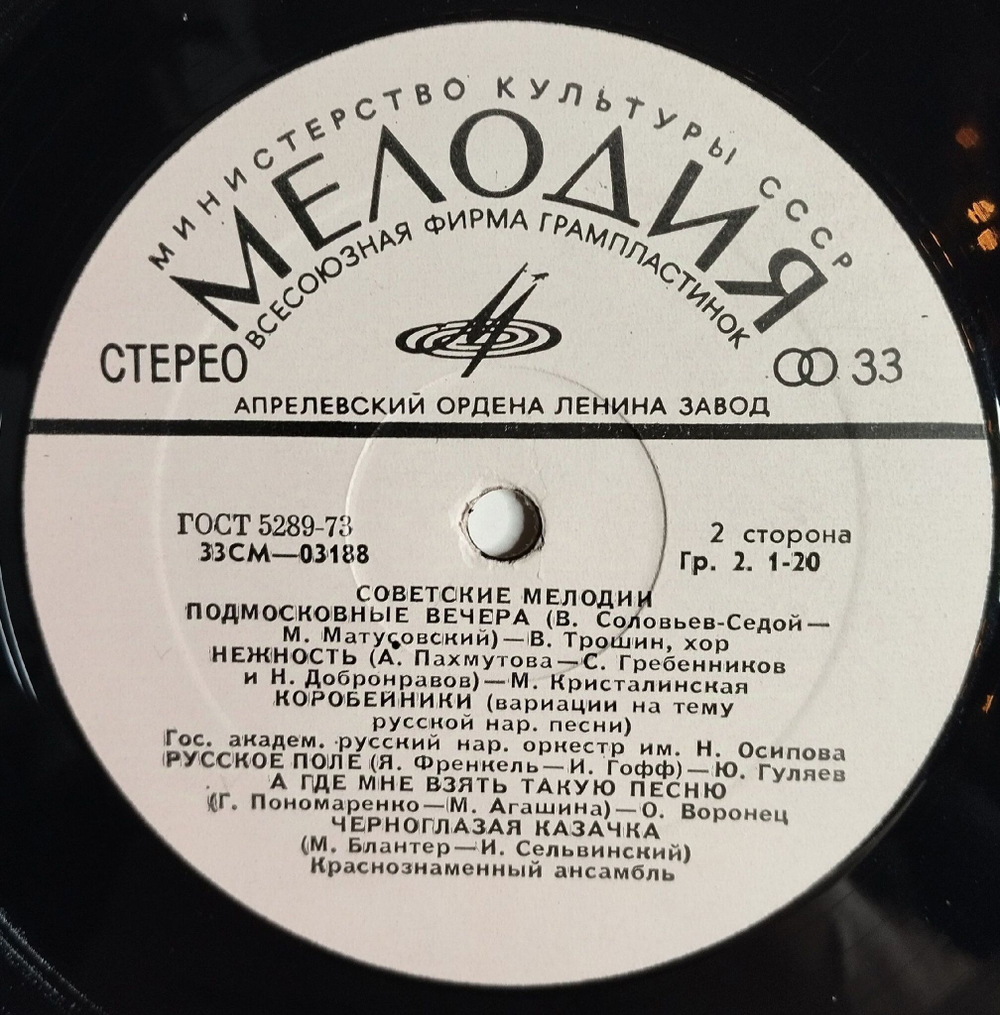 МИНИСТЕРСТВО КУЛЬТУРЫ СССР
МЕЛОДИЯ
ВСЕСОЮЗНАЯ ФИРМА ГРАМПЛАСТИНОК
СТЕРЕО
33
АПРЕЛЕВСКИЙ ОРДЕНА ЛЕНИНА ЗАВОД
ГОСТ 5289-73
33СМ—03188
2 сторона
Гр. 2. 1-20
СОВЕТСКИЕ МЕЛОДИИ
ПОДМОСКОВНЫЕ ВЕЧЕРА (В. Соловьев-Седой—
М. Матусовский)—В. Трошин, хор
НЕЖНОСТЬ (А. Пахмутова—С. Гребенников
и Н. Добронравов)—М. Кристалинская
КОРОБЕЙНИКИ (вариации на тему
русской нар. песни)
Гос. академ. русский нар. оркестр им. Н. Осипова
РУССКОЕ ПОЛЕ (Я. Френкель—И. Гофф)—Ю. Гуляев
А ГДЕ МНЕ ВЗЯТЬ ТАКУЮ ПЕСНЮ
(Г. Пономаренко—М. Агашина)—О. Воронец
ЧЕРНОГЛАЗАЯ КАЗАЧКА
(М. Блантер—И. Сельвинский)
Краснознаменный ансамбль